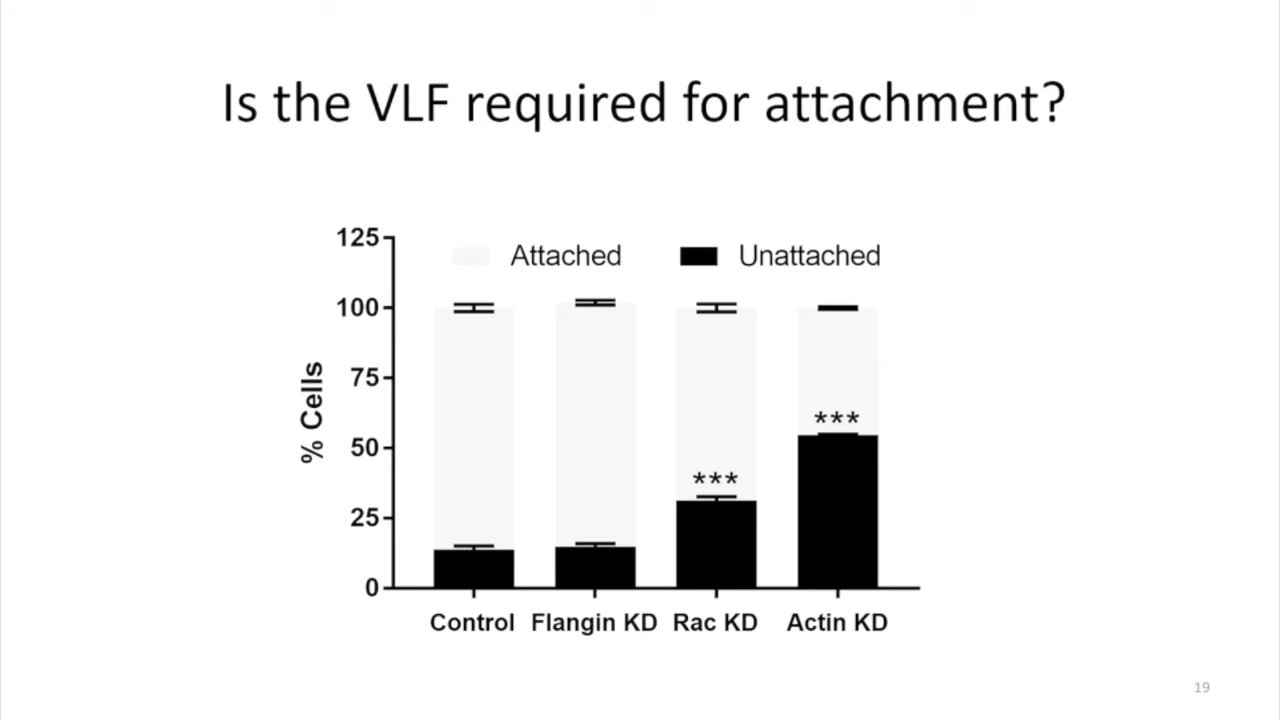 Is the VLF required for attachment?
125
Attached
Unattached
100
75
50
25
0
% Cells
***
***
Control
Flangin KD
Rac KD
Actin KD
19